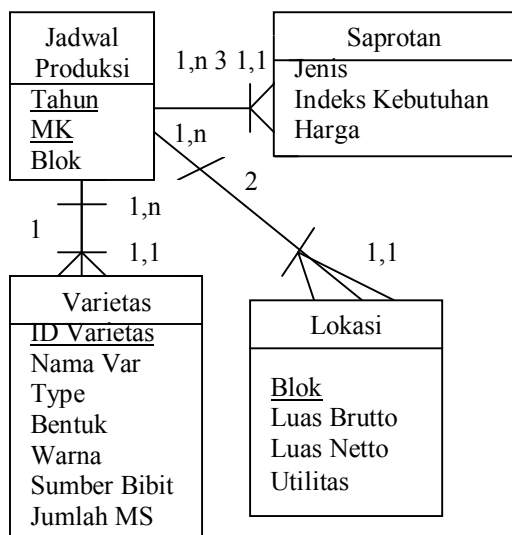 Jadwal
Produksi
Tahun
MK
Blok
1,n 3 1,1
Saprotan
Jenis
Indeks Kebutuhan
Harga
1,n
2
1,1
1,n
1
1,1
Varietas
ID Varietas
Nama Var
Type
Bentuk
Warna
Sumber Bibit
Jumlah MS
Lokasi
Blok
Luas Brutto
Luas Netto
Utilitas